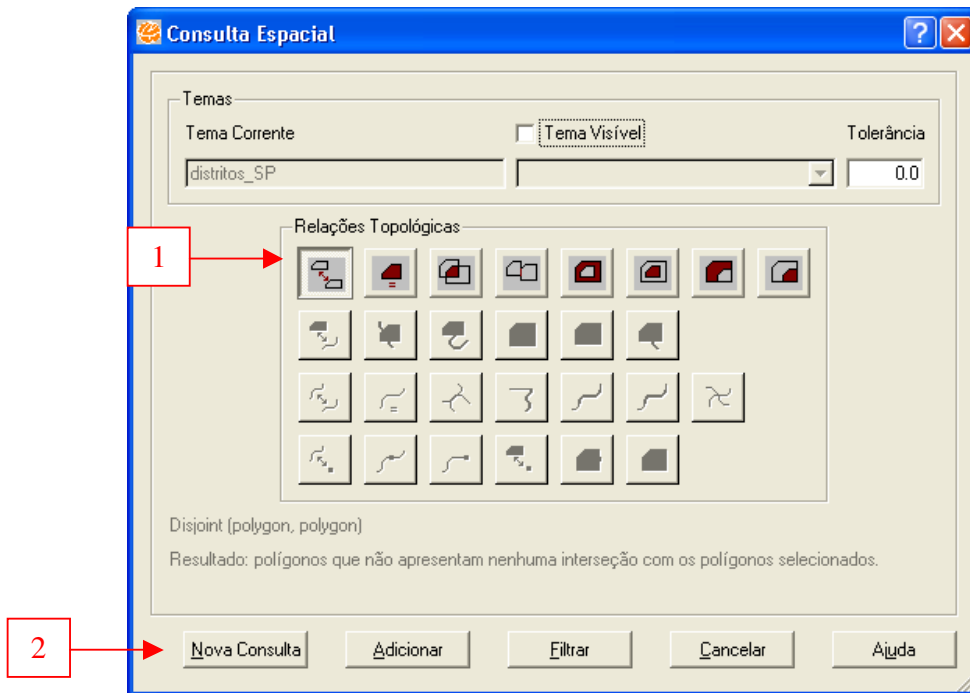 Consulta Espacial
Temas
Tema Corrente
Tema Visível
Tolerância
distritos_SP
0.0
Relações Topológicas
1
Disjoint (polygon, polygon)
Resultado: polígonos que não apresentam nenhuma interseção com os polígonos selecionados.
2
Nova Consulta
Adicionar
Filtrar
Cancelar
Ajuda